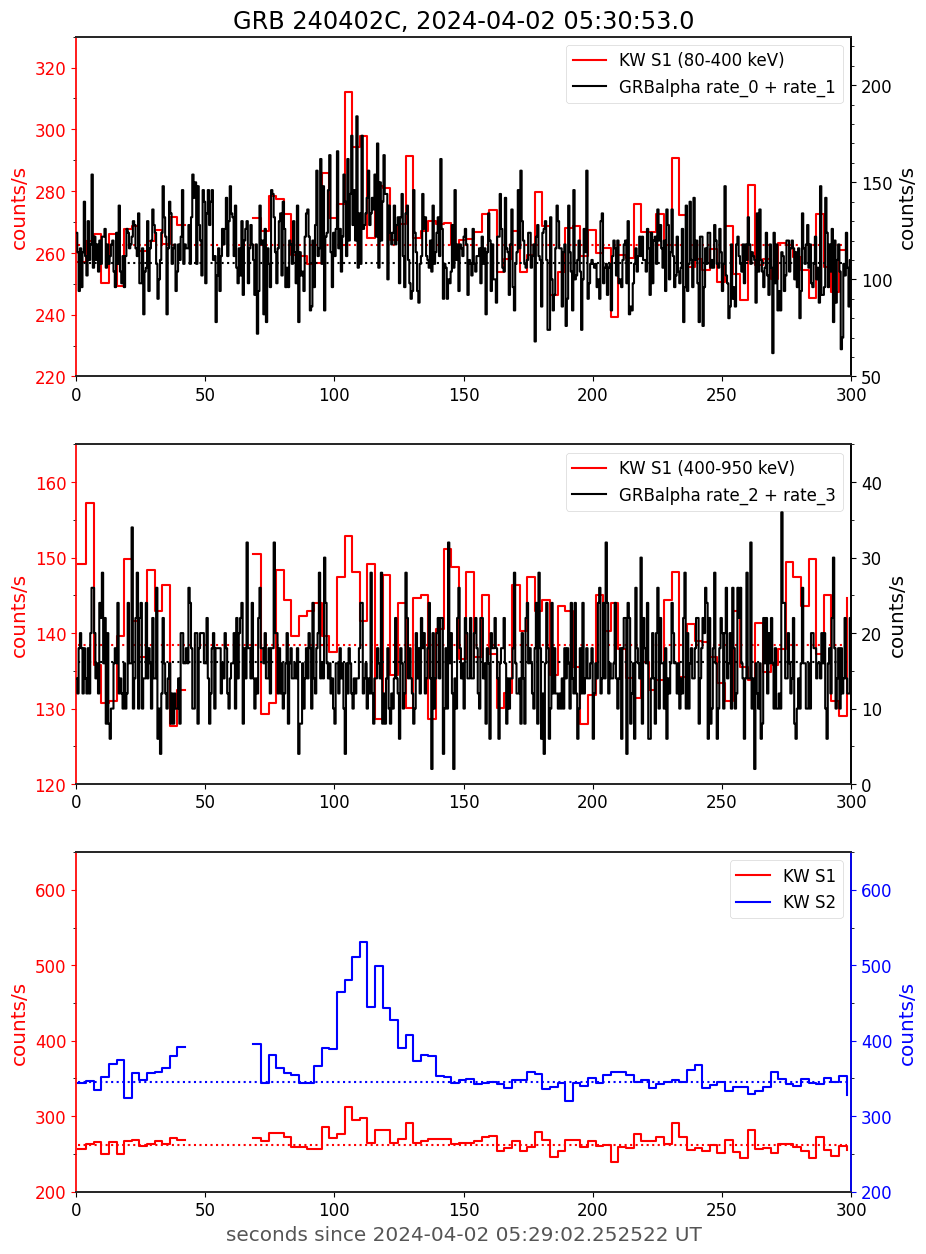 GRB 240402C, 2024-04-02 05:30:53.0
KW S1 (80-400 keV)
GRBalpha rate_0 + rate_1
counts/s
320
300
280
260
240
220
200
150
100
50
counts/s
0 50 100 150 200 250 300
KW S1 (400-950 keV)
GRBalpha rate_2 + rate_3
counts/s
160
150
140
130
120
40
30
20
10
0
counts/s
0 50 100 150 200 250 300
KW S1
KW S2
counts/s
600
500
400
300
200
600
500
400
300
200
counts/s
0 50 100 150 200 250 300
seconds since 2024-04-02 05:29:02.252522 UT